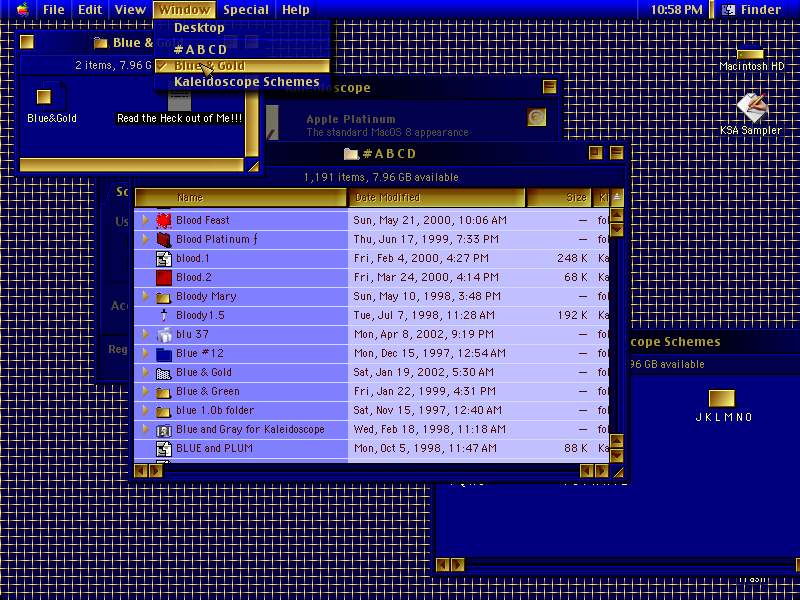 File Edit View Window Special Help 10:58 PM Finder
Desktop
#ABCD
Blue & Gold
Kaleidoscope Schemes
Blue &
2 items, 7.96 G
Blue&Gold
Read the Heck out of Me!!!
Macintosh HD
KSA Sampler
Apple Platinum
The standard MacOS 8 appearance
#ABCD
1,191 items, 7.96 GB available
Name Date Modified Size
Blood Feast Sun, May 21, 2000, 10:06 AM — fol
Blood Platinum ƒ Thu, Jun 17, 1999, 7:33 PM — fol
blood.1 Fri, Feb 4, 2000, 4:27 PM 248 K Ka
Blood.2 Fri, Mar 24, 2000, 4:14 PM 68 K Ka
Bloody Mary Sun, May 10, 1998, 3:48 PM — fol
Bloody1.5 Tue, Jul 7, 1998, 11:28 AM 192 K Ka
blu 37 Mon, Apr 8, 2002, 9:19 PM — fol
Blue #12 Mon, Dec 15, 1997, 12:54 AM — fol
Blue & Gold Sat, Jan 19, 2002, 5:30 AM — fol
Blue & Green Fri, Jan 22, 1999, 4:31 PM — fol
blue 1.0b folder Sat, Nov 15, 1997, 12:40 AM — fol
Blue and Gray for Kaleidoscope Wed, Feb 18, 1998, 11:18 AM — fol
BLUE and PLUM Mon, Oct 5, 1998, 11:47 AM 88 K Ka
cope Schemes
96 GB available
JKLMNO